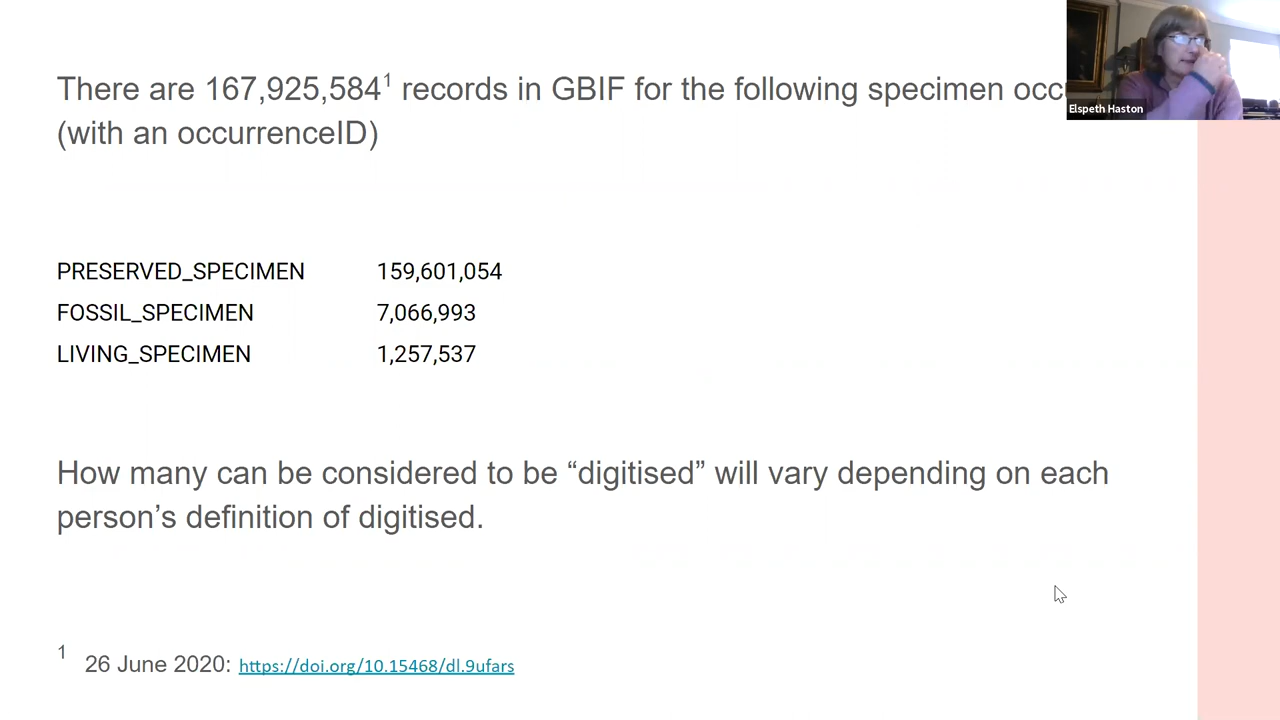 There are 167,925,584¹ records in GBIF for the following specimen
(with an occurrenceID)
Elspeth Haston
PRESERVED_SPECIMEN 159,601,054
FOSSIL_SPECIMEN 7,066,993
LIVING_SPECIMEN 1,257,537
How many can be considered to be “digitised” will vary depending on each
person’s definition of digitised.
1 26 June 2020: https://doi.org/10.15468/dl.9ufars